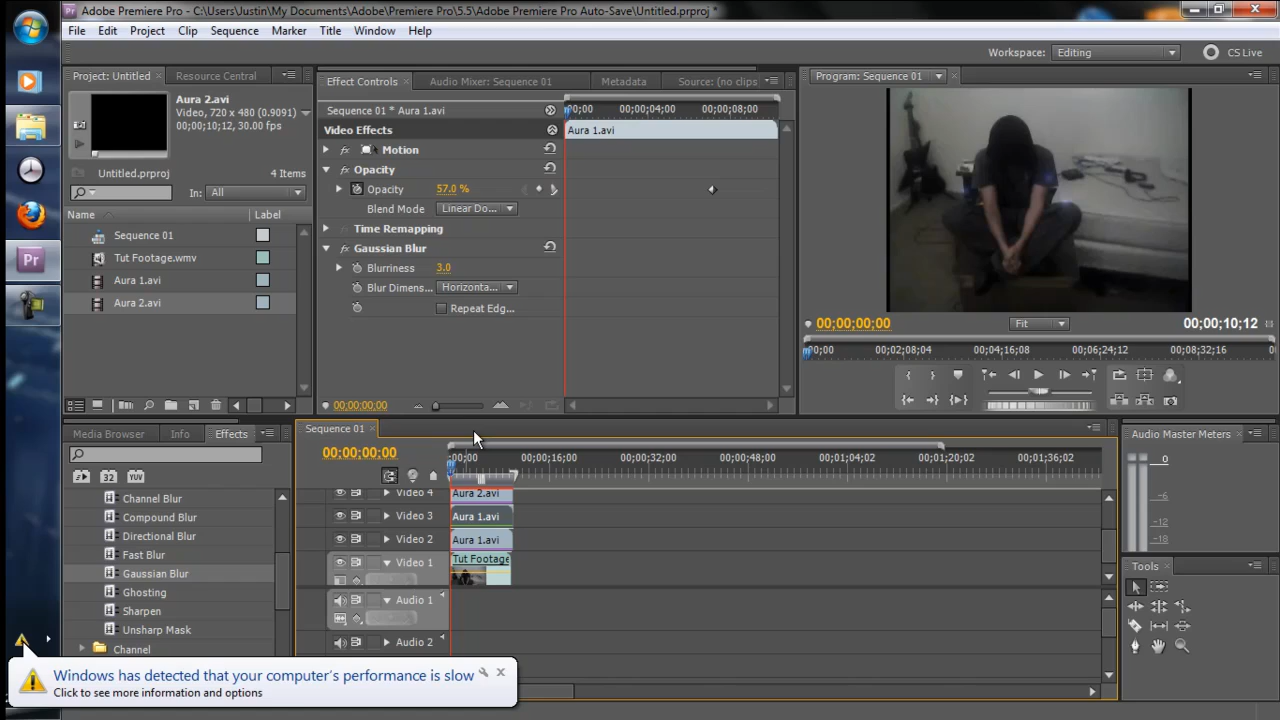 Adobe Premiere Pro - C:\Users\Justin\My Documents\Adobe\Premiere Pro\5.5\Adobe Premiere Pro Auto-Save\Untitled.prproj *
File Edit Project Clip Sequence Marker Title Window Help
Workspace: Editing CS Live
Project: Untitled Resource Central
Aura 2.avi
Video, 720 x 480 (0.9091)
00;00;10;12, 30.00 fps
Untitled.prproj 4 Items
In: All
Name Label
Sequence 01
Tut Footage.wmv
Aura 1.avi
Aura 2.avi
Effect Controls Audio Mixer: Sequence 01 Metadata Source: (no clips
Sequence 01 * Aura 1.avi
;00;00 00;00;04;00 00;00;08;00
Video Effects
Aura 1.avi
fx Motion
fx Opacity
Opacity 57.0 %
Blend Mode Linear Do...
Time Remapping
fx Gaussian Blur
Blurriness 3.0
Blur Dimens... Horizonta...
Repeat Edg...
00;00;00;00
Program: Sequence 01
00;00;00;00 Fit 00;00;10;12
;00;00 00;02;08;04 00;04;16;08 00;06;24;12 00;08;32;16 0
Media Browser Info Effects
32 YUV
Channel Blur
Compound Blur
Directional Blur
Fast Blur
Gaussian Blur
Ghosting
Sharpen
Unsharp Mask
Channel
Sequence 01
00;00;00;00
;00;00 00;00;16;00 00;00;32;00 00;00;48;00 00;01;04;02 00;01;20;02 00;01;36;02
Video 4 Aura 2.avi
Video 3 Aura 1.avi
Video 2 Aura 1.avi
Video 1 Tut Footage
Audio 1
Audio 2
Audio Master Meters
0
-6
-12
-18
Tools
Pr
Windows has detected that your computer's performance is slow
Click to see more information and options